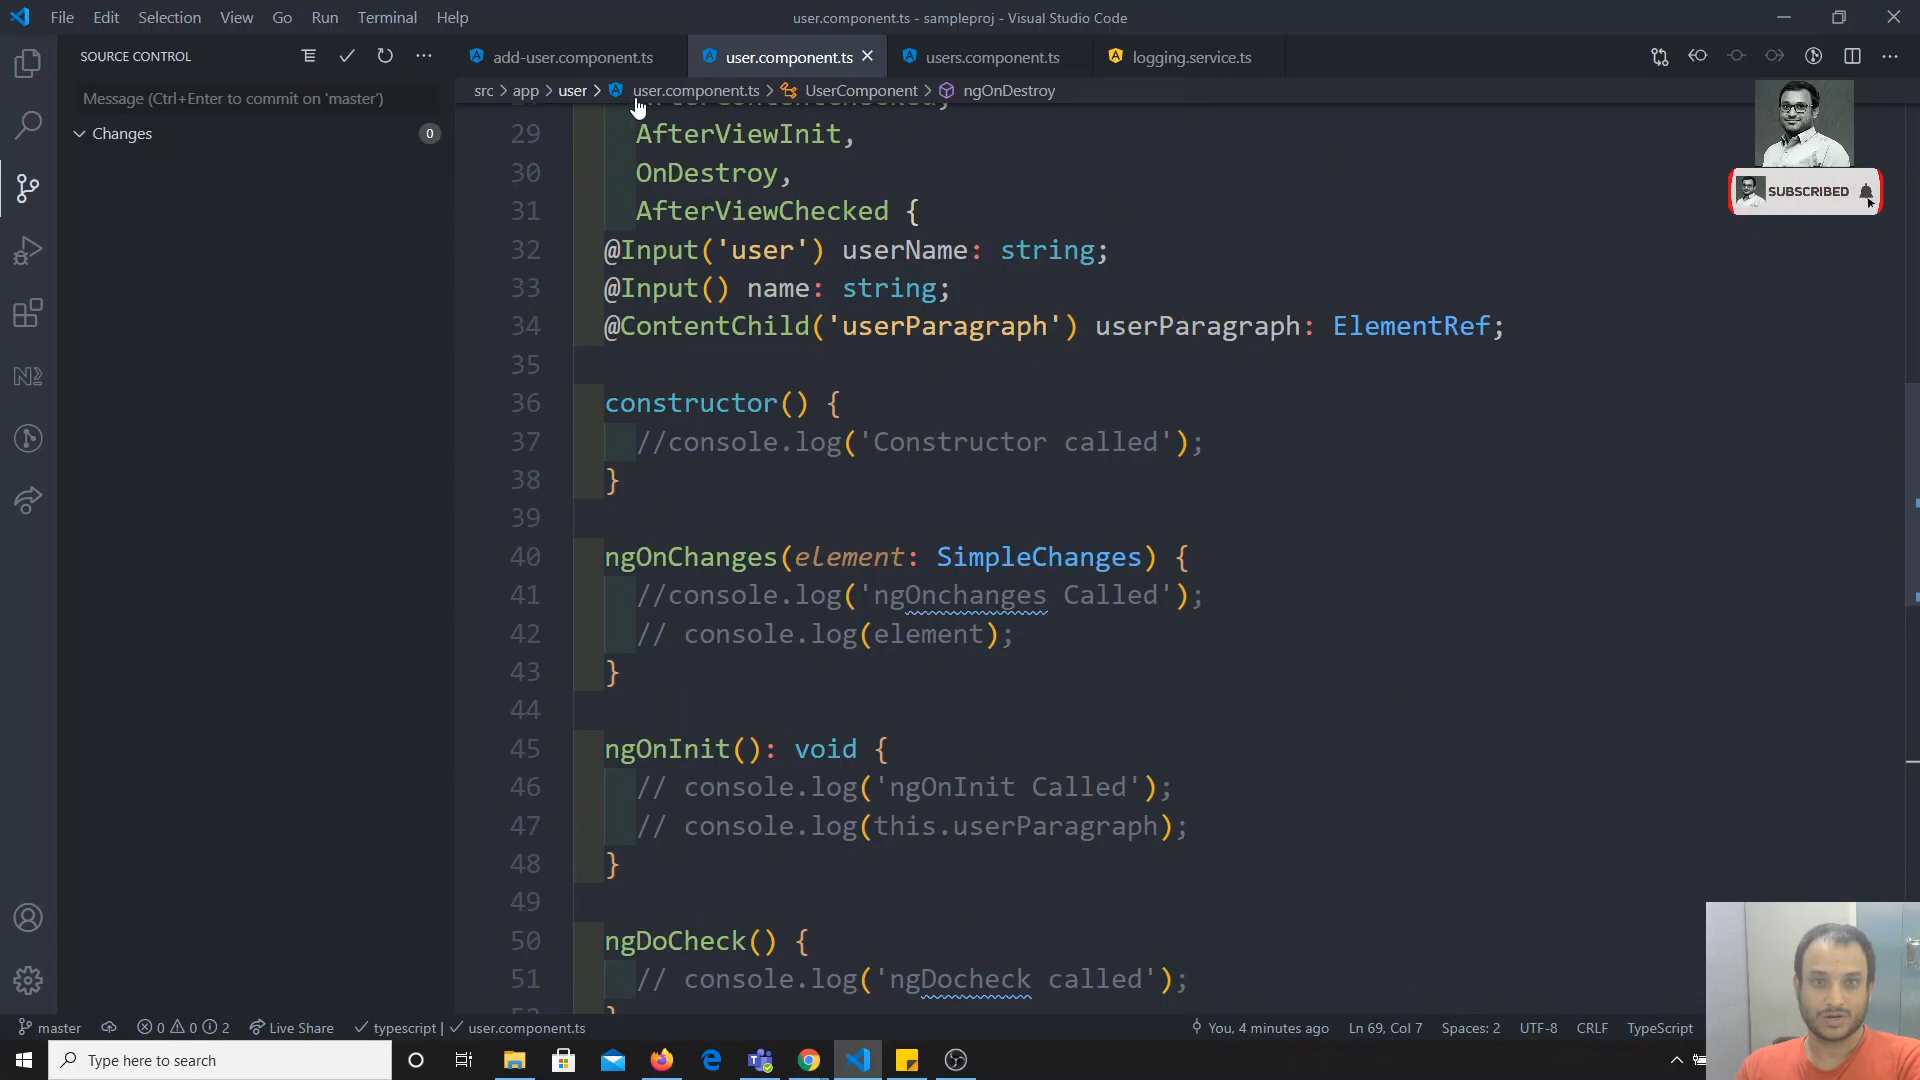 File Edit Selection View Go Run Terminal Help
user.component.ts - sampleproj - Visual Studio Code
SOURCE CONTROL
add-user.component.ts
user.component.ts
users.component.ts
logging.service.ts
Message (Ctrl+Enter to commit on 'master')
src > app > user > user.component.ts > UserComponent > ngOnDestroy
Changes
0
29 AfterViewInit,
30 OnDestroy,
31 AfterViewChecked {
32 @Input('user') userName: string;
33 @Input() name: string;
34 @ContentChild('userParagraph') userParagraph: ElementRef;
35
36 constructor() {
37 //console.log('Constructor called');
38 }
39
40 ngOnChanges(element: SimpleChanges) {
41 //console.log('ngOnchanges Called');
42 // console.log(element);
43 }
44
45 ngOnInit(): void {
46 // console.log('ngOnInit Called');
47 // console.log(this.userParagraph);
48 }
49
50 ngDoCheck() {
51 // console.log('ngDocheck called');
SUBSCRIBED
master
0 0 2
Live Share
typescript | user.component.ts
You, 4 minutes ago
Ln 69, Col 7
Spaces: 2
UTF-8
CRLF
TypeScript
Type here to search